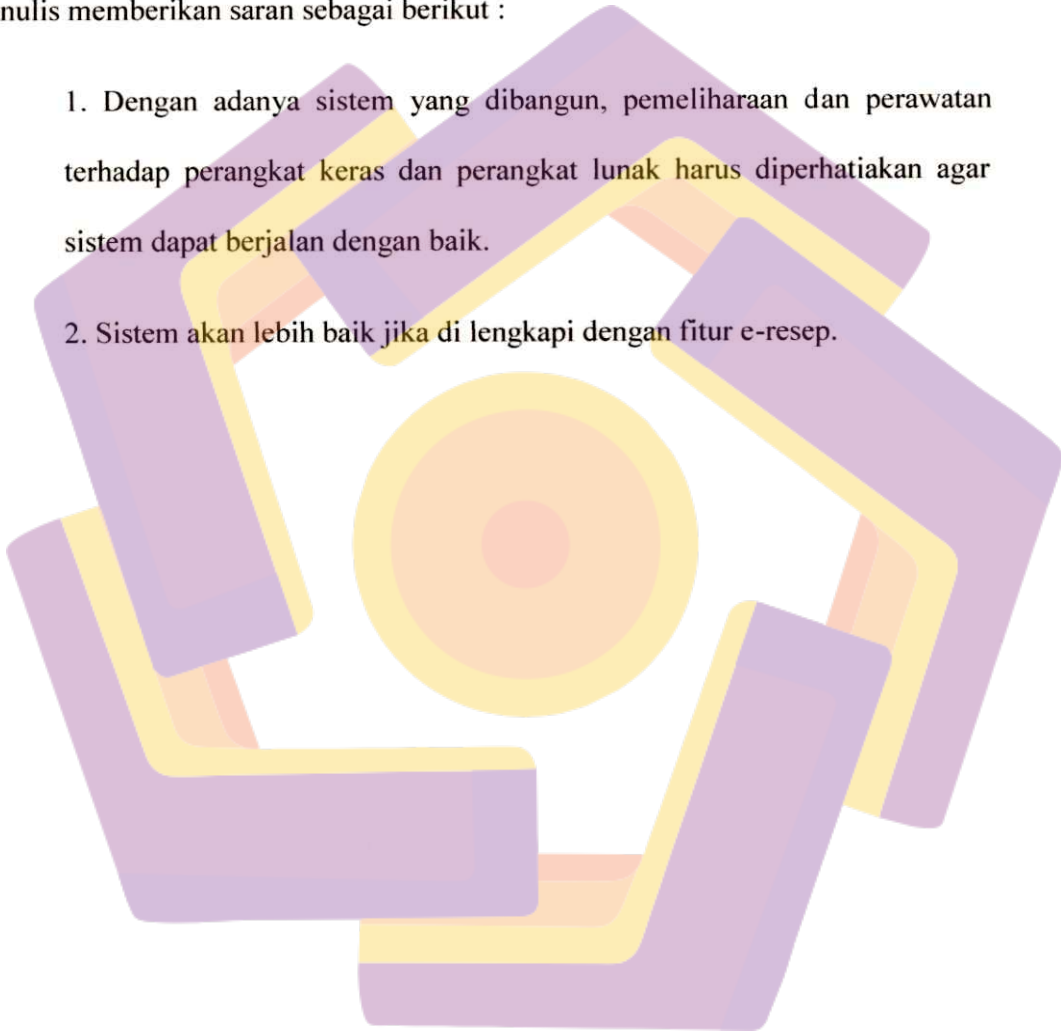 nulis memberikan saran sebagai berikut :
1. Dengan adanya sistem yang dibangun, pemeliharaan dan perawatan
terhadap perangkat keras dan perangkat lunak harus diperhatiakan agar
sistem dapat berjalan dengan baik.
2. Sistem akan lebih baik jika di lengkapi dengan fitur e-resep.